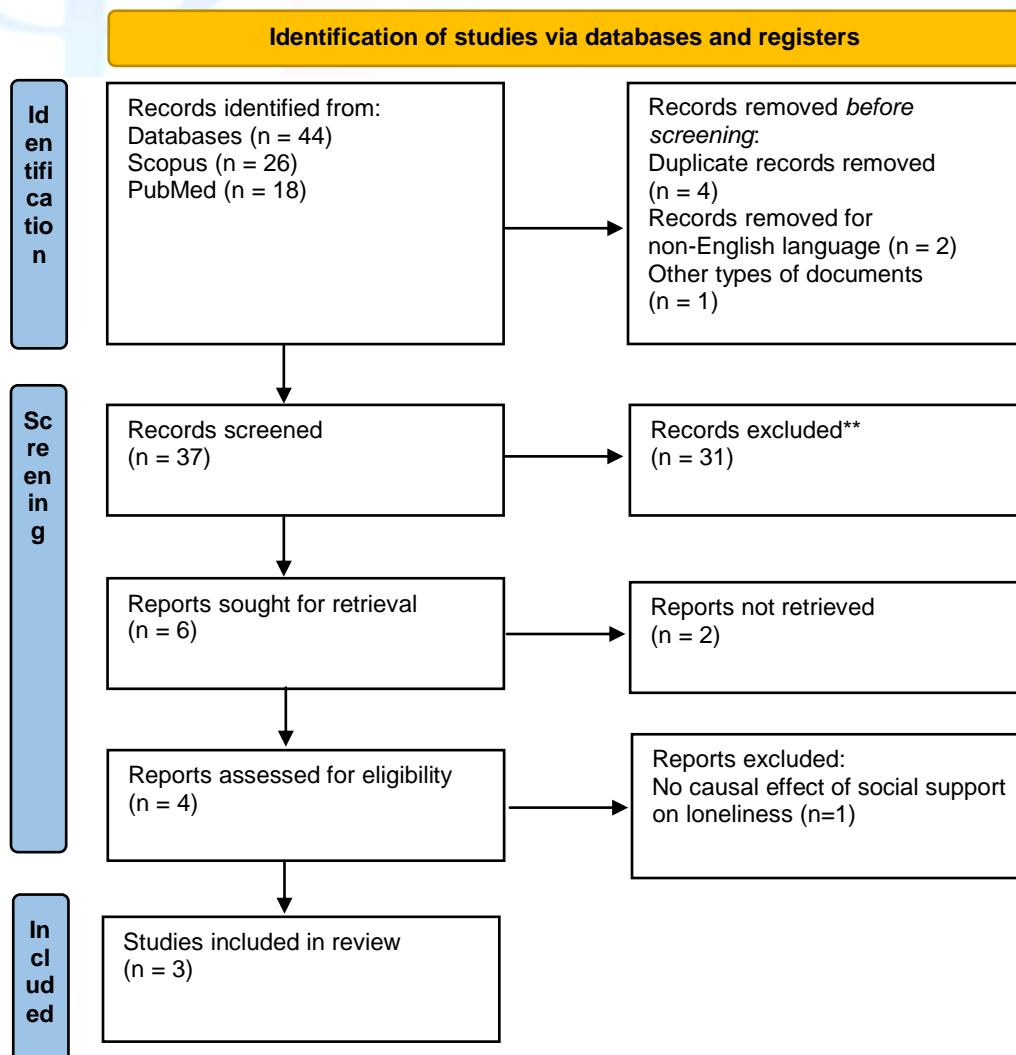 Identification of studies via databases and registers
Id
en
tifi
ca
tio
n
Records identified from:
Databases (n = 44)
Scopus (n = 26)
PubMed (n = 18)
Records removed before
screening:
Duplicate records removed
(n = 4)
Records removed for
non-English language (n = 2)
Other types of documents
(n = 1)
Sc
re
en
in
g
Records screened
(n = 37)
Records excluded**
(n = 31)
Reports sought for retrieval
(n = 6)
Reports not retrieved
(n = 2)
Reports assessed for eligibility
(n = 4)
Reports excluded:
No causal effect of social support
on loneliness (n=1)
In
cl
ud
ed
Studies included in review
(n = 3)